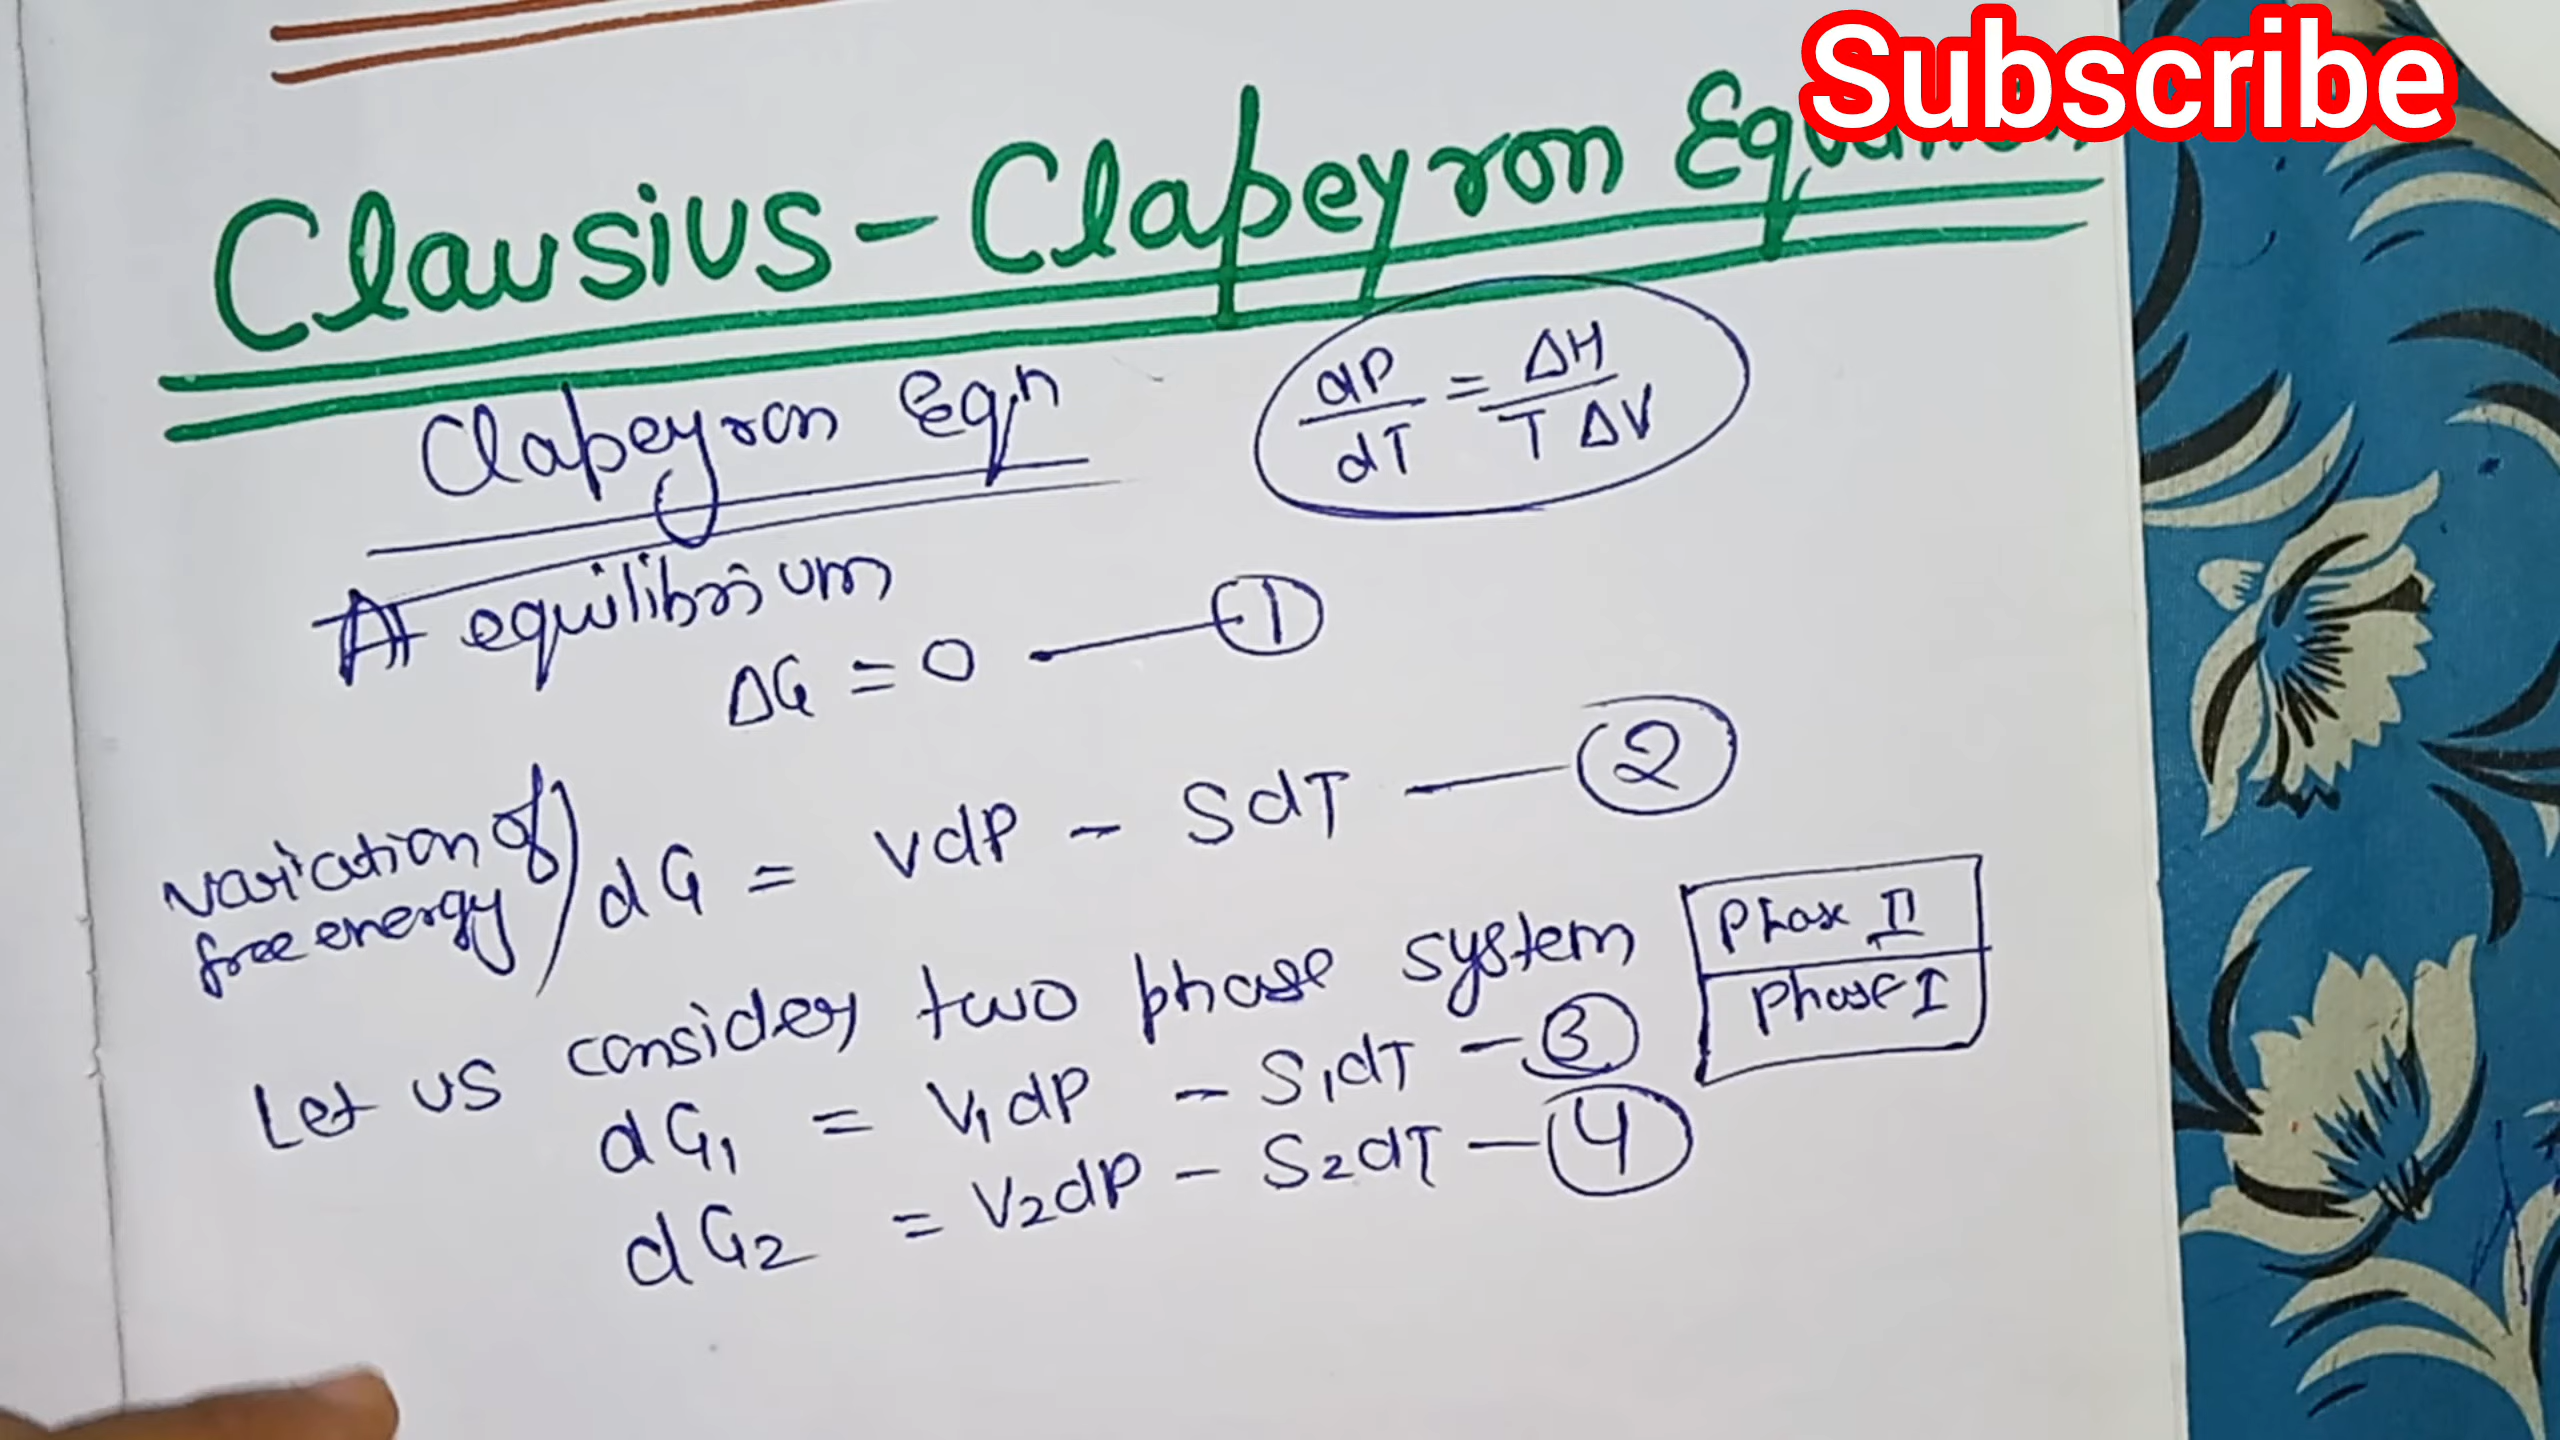 Subscribe
Clausius - Clapeyron Equation
Clapeyron Eqn
dP/dT = ΔH/T ΔV
At equilibrium
ΔG = 0 — 1
variation of
free energy
dG = vdP - SdT — 2
Let us consider two phase system
Phase II
Phase I
dG₁ = V₁dP - S₁dT - 3
dG₂ = V₂dP - S₂dT - 4